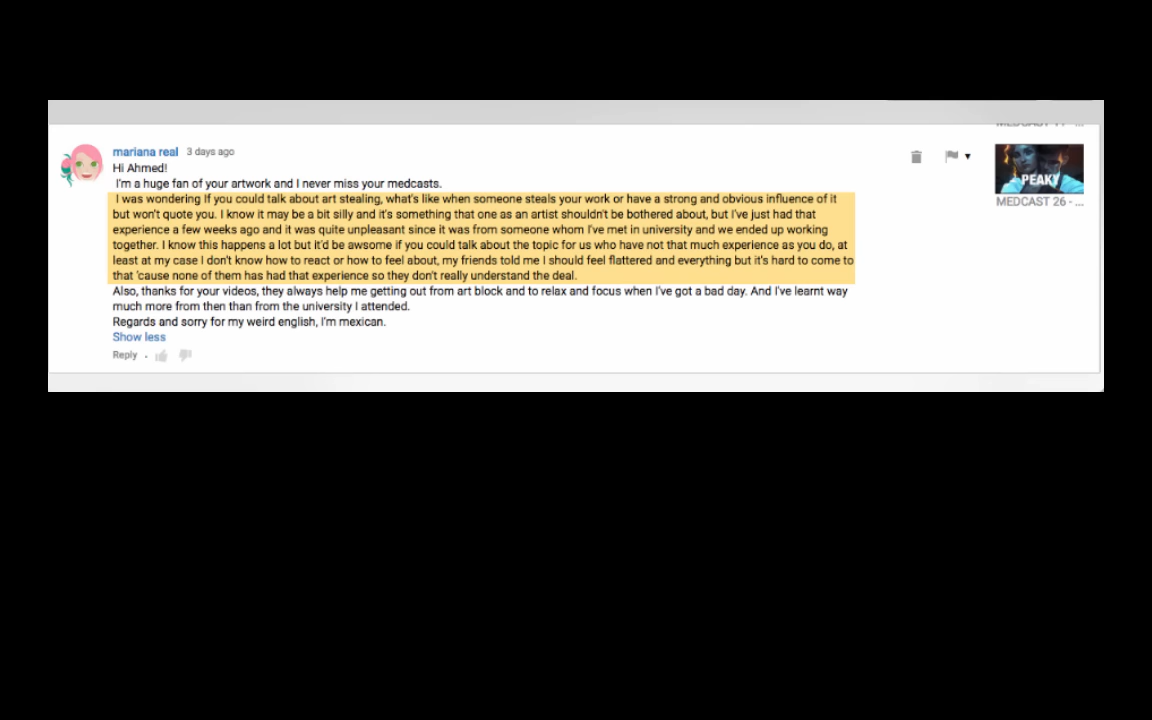 MEDCAST
mariana real 3 days ago
Hi Ahmed!
I'm a huge fan of your artwork and I never miss your medcasts.
I was wondering If you could talk about art stealing, what's like when someone steals your work or have a strong and obvious influence of it
but won't quote you. I know it may be a bit silly and it's something that one as an artist shouldn't be bothered about, but I've just had that
experience a few weeks ago and it was quite unpleasant since it was from someone whom I've met in university and we ended up working
together. I know this happens a lot but it'd be awsome if you could talk about the topic for us who have not that much experience as you do, at
least at my case I don't know how to react or how to feel about, my friends told me I should feel flattered and everything but it's hard to come to
that 'cause none of them has had that experience so they don't really understand the deal.
Also, thanks for your videos, they always help me getting out from art block and to relax and focus when I've got a bad day. And I've learnt way
much more from then than from the university I attended.
Regards and sorry for my weird english, I'm mexican.
Show less
Reply .
PEAKY
MEDCAST 26 - ...